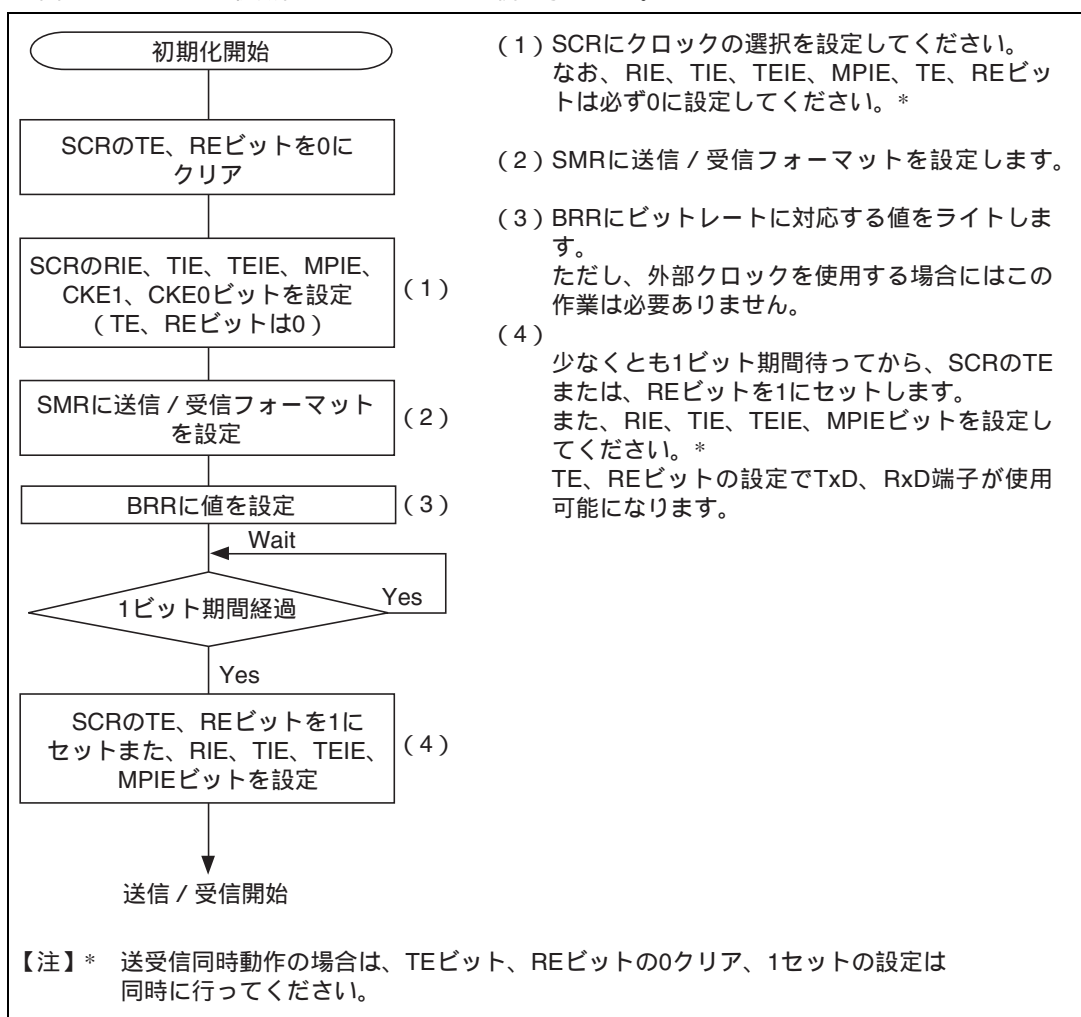 初期化開始
SCRのTE、REビットを0に
クリア
SCRのRIE、TIE、TEIE、MPIE、
CKE1、CKE0ビットを設定
（TE、REビットは0）
（1）
SMRに送信 / 受信フォーマット
を設定
（2）
BRRに値を設定
（3）
Wait
1ビット期間経過
Yes
Yes
SCRのTE、REビットを1に
セットまた、RIE、TIE、TEIE、
MPIEビットを設定
（4）
送信 / 受信開始
（1）SCRにクロックの選択を設定してください。
なお、RIE、TIE、TEIE、MPIE、TE、REビッ
トは必ず0に設定してください。*
（2）SMRに送信 / 受信フォーマットを設定します。
（3）BRRにビットレートに対応する値をライトしま
す。
ただし、外部クロックを使用する場合にはこの
作業は必要ありません。
（4）
少なくとも1ビット期間待ってから、SCRのTE
または、REビットを1にセットします。
また、RIE、TIE、TEIE、MPIEビットを設定し
てください。*
TE、REビットの設定でTxD、RxD端子が使用
可能になります。
【注】* 送受信同時動作の場合は、TEビット、REビットの0クリア、1セットの設定は
同時に行ってください。